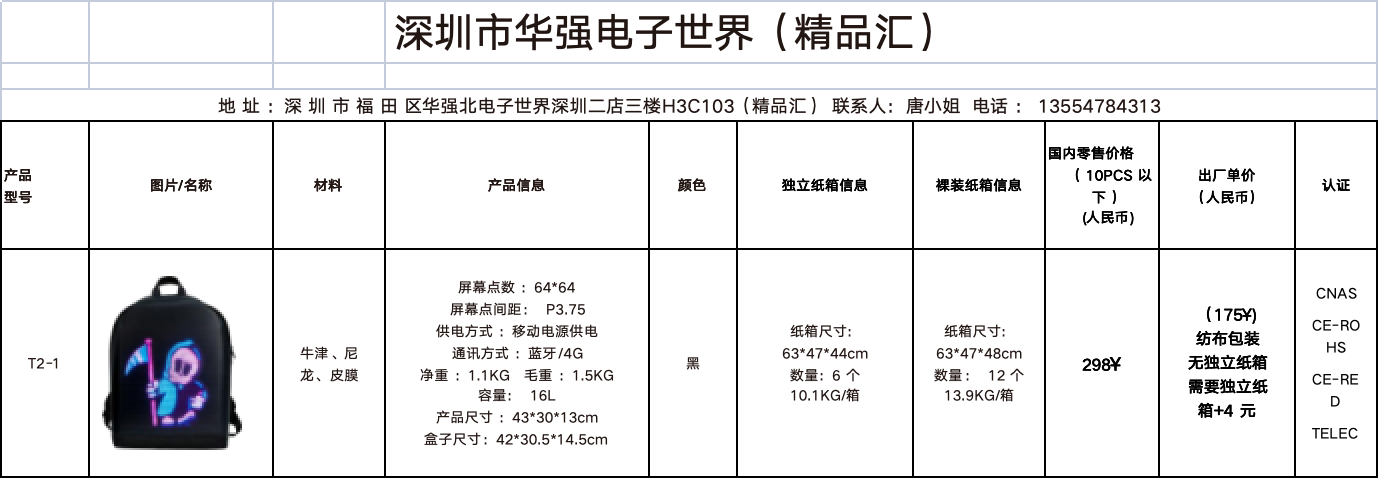 深圳市华强电子世界（精品汇）
地 址 ：深 圳 市 福 田 区华强北电子世界深圳二店三楼H3C103（精品汇） 联系人：唐小姐 电话 ： 13554784313
产品
型号
图片/名称
材料
产品信息
颜色
独立纸箱信息
裸装纸箱信息
国内零售价格
（ 10PCS 以
下 ）
(人民币)
出厂单价
（人民币）
认证
T2-1
牛津 、尼
龙、皮膜
屏幕点数 ：64*64
屏幕点间距： P3.75
供电方式 ：移动电源供电
通讯方式 ：蓝牙/4G
净重 ：1.1KG 毛重 ：1.5KG
容量： 16L
产品尺寸 ：43*30*13cm
盒子尺寸：42*30.5*14.5cm
黑
纸箱尺寸:
63*47*44cm
数量：6 个
10.1KG/箱
纸箱尺寸:
63*47*48cm
数量： 12 个
13.9KG/箱
298¥
（175¥)
纺布包装
无独立纸箱
需要独立纸
箱+4 元
CNAS
CE-RO
HS
CE-RE
D
TELEC